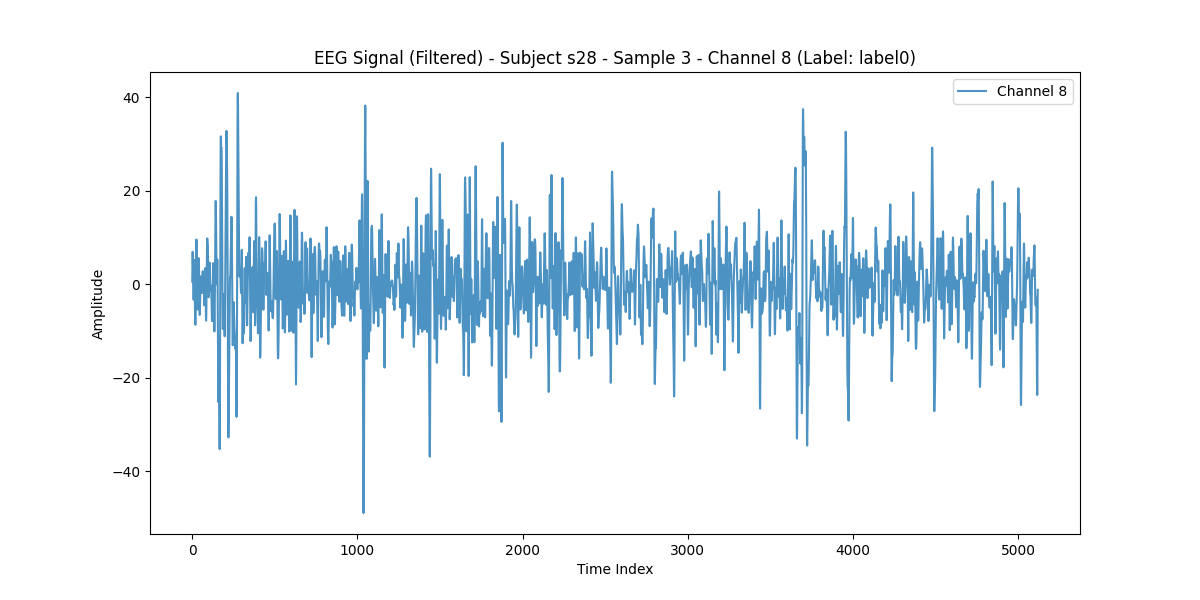 EEG Signal (Filtered) - Subject s28 - Sample 3 - Channel 8 (Label: label0)
Channel 8
40
20
0
−20
−40
Amplitude
0
1000
2000
3000
4000
5000
Time Index